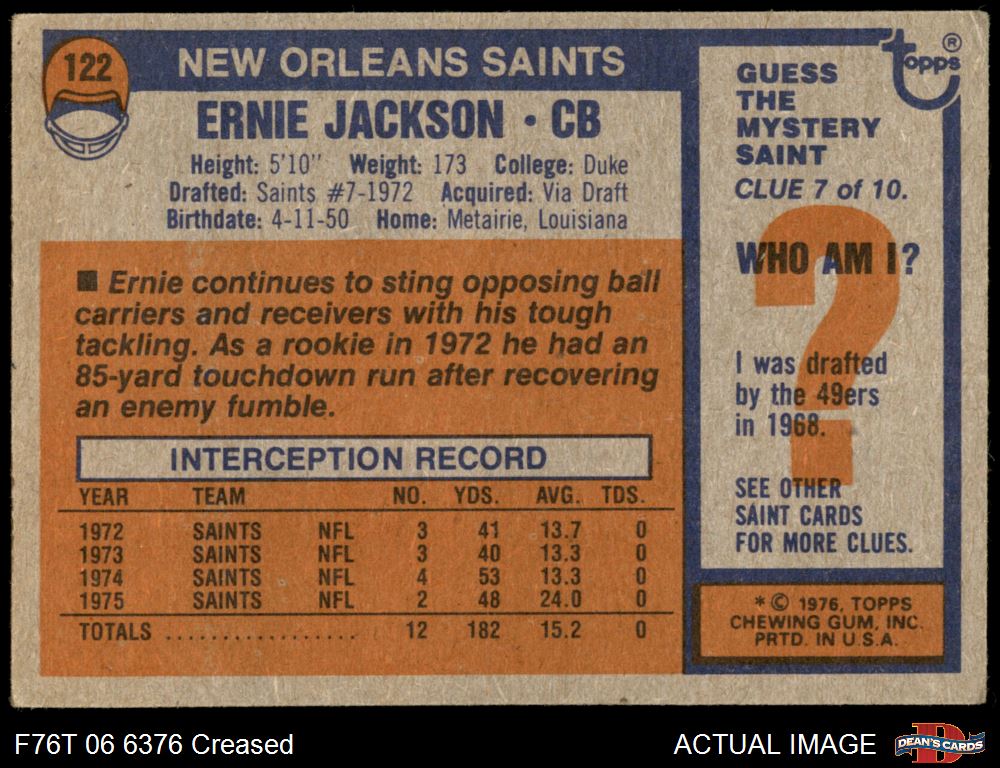 122
NEW ORLEANS SAINTS
ERNIE JACKSON • CB
Height: 5'10" Weight: 173 College: Duke
Drafted: Saints #7-1972 Acquired: Via Draft
Birthdate: 4-11-50 Home: Metairie, Louisiana
■ Ernie continues to sting opposing ball
carriers and receivers with his tough
tackling. As a rookie in 1972 he had an
85-yard touchdown run after recovering
an enemy fumble.
INTERCEPTION RECORD
YEAR TEAM NO. YDS. AVG. TDS.
1972 SAINTS NFL 3 41 13.7 0
1973 SAINTS NFL 3 40 13.3 0
1974 SAINTS NFL 4 53 13.3 0
1975 SAINTS NFL 2 48 24.0 0
TOTALS .................. 12 182 15.2 0
topps ®
GUESS
THE
MYSTERY
SAINT
CLUE 7 of 10.
WHO AM I?
?
I was drafted
by the 49ers
in 1968.
SEE OTHER
SAINT CARDS
FOR MORE CLUES.
* © 1976, TOPPS
CHEWING GUM, INC.
PRTD. IN U.S.A.
F76T 06 6376 Creased
ACTUAL IMAGE
D
DEAN'S CARDS